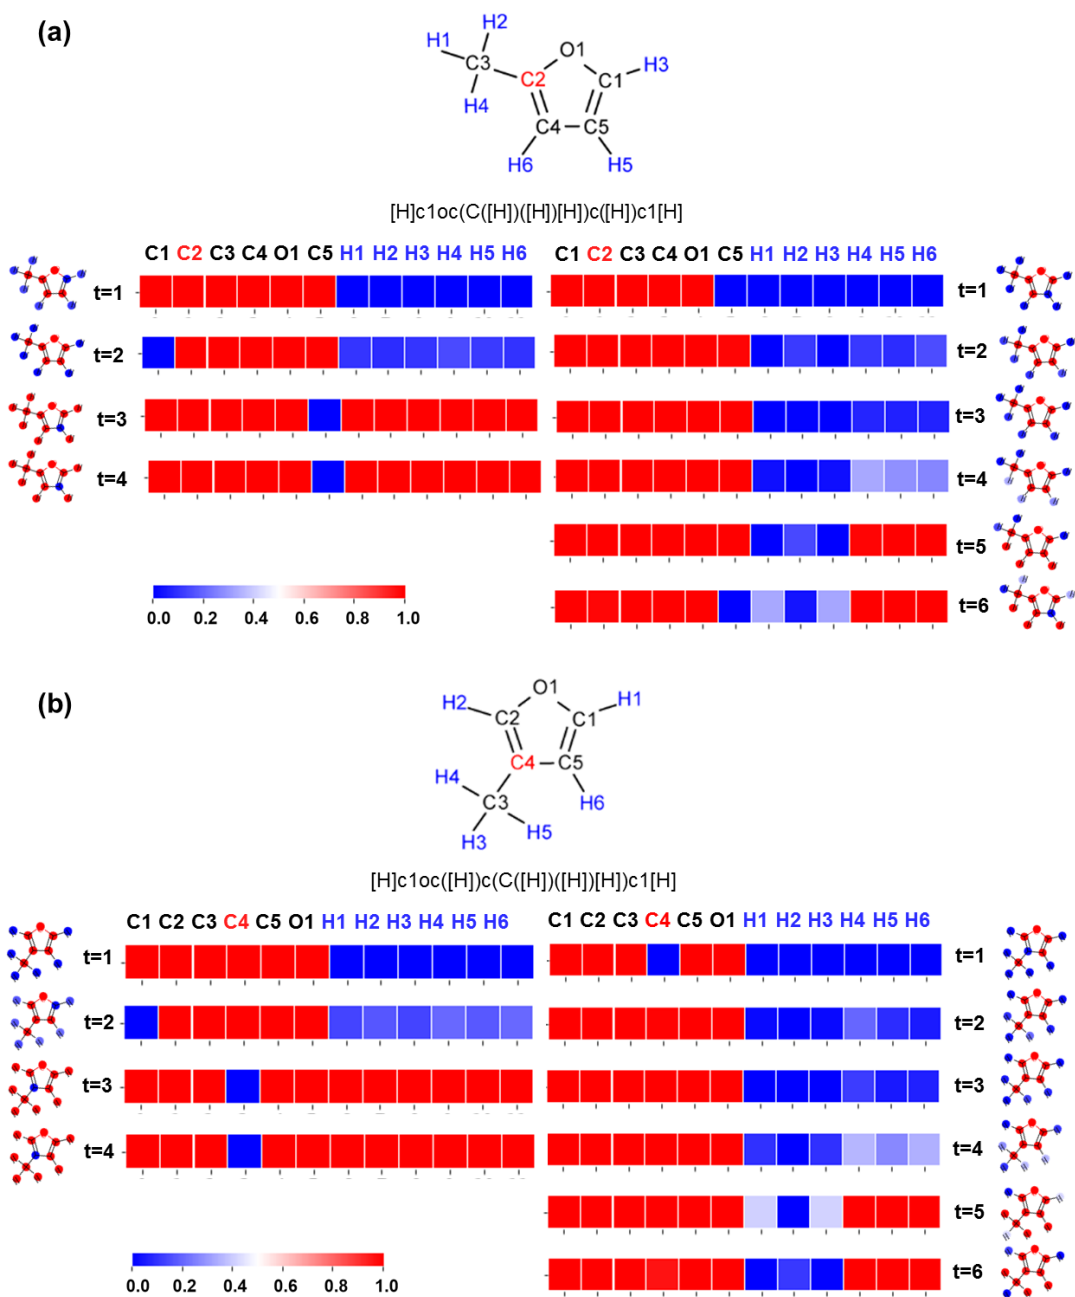 (a)
H2
H1
O1
C3
H3
C2
C1
H4
C4
C5
H6
H5
[H]c1oc(C([H])([H])[H])c([H])c1[H]
C1 C2 C3 C4 O1 C5 H1 H2 H3 H4 H5 H6
C1 C2 C3 C4 O1 C5 H1 H2 H3 H4 H5 H6
t=1
t=1
t=2
t=2
t=3
t=3
t=4
t=4
t=5
t=6
0.0 0.2 0.4 0.6 0.8 1.0
(b)
O1
H2
H1
C2
C1
C4
C5
H4
C3
H6
H5
H3
[H]c1oc([H])c(C([H])([H])[H])c1[H]
C1 C2 C3 C4 C5 O1 H1 H2 H3 H4 H5 H6
C1 C2 C3 C4 C5 O1 H1 H2 H3 H4 H5 H6
t=1
t=1
t=2
t=2
t=3
t=3
t=4
t=4
t=5
t=6
0.0 0.2 0.4 0.6 0.8 1.0